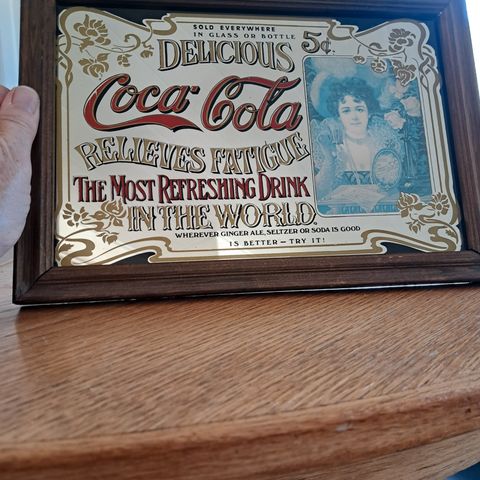 SOLD EVERYWHERE
IN GLASS OR BOTTLE
DELICIOUS 5¢.
Coca-Cola
RELIEVES FATIGUE
THE MOST REFRESHING DRINK
IN THE WORLD.
WHEREVER GINGER ALE, SELTZER OR SODA IS GOOD
IS BETTER — TRY IT!